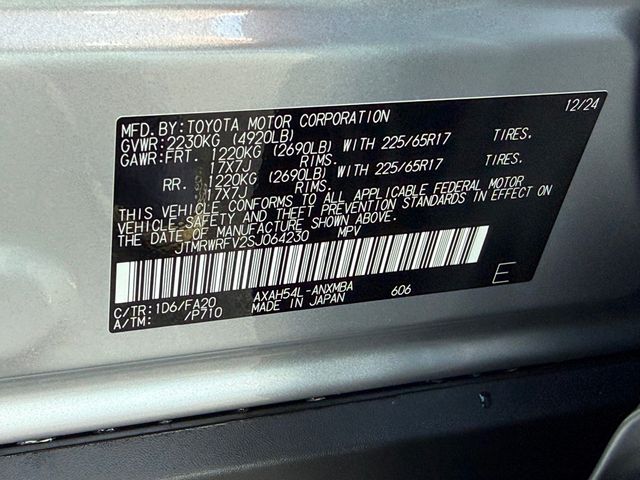 MFD. BY: TOYOTA MOTOR CORPORATION 12/24
GVWR: 2230KG (4920LB)
GAWR: FRT. 1220KG (2690LB) WITH 225/65R17 TIRES.
17X7J RIMS.
RR. 1220KG (2690LB) WITH 225/65R17 TIRES.
17X7J RIMS.
THIS VEHICLE CONFORMS TO ALL APPLICABLE FEDERAL MOTOR
VEHICLE SAFETY AND THEFT PREVENTION STANDARDS IN EFFECT ON
THE DATE OF MANUFACTURE SHOWN ABOVE.
JTMRWRFV2SJ064230 MPV
E
C/TR: 1D6/FA20 AXAH54L-ANXMBA 606
A/TM: /P710 MADE IN JAPAN